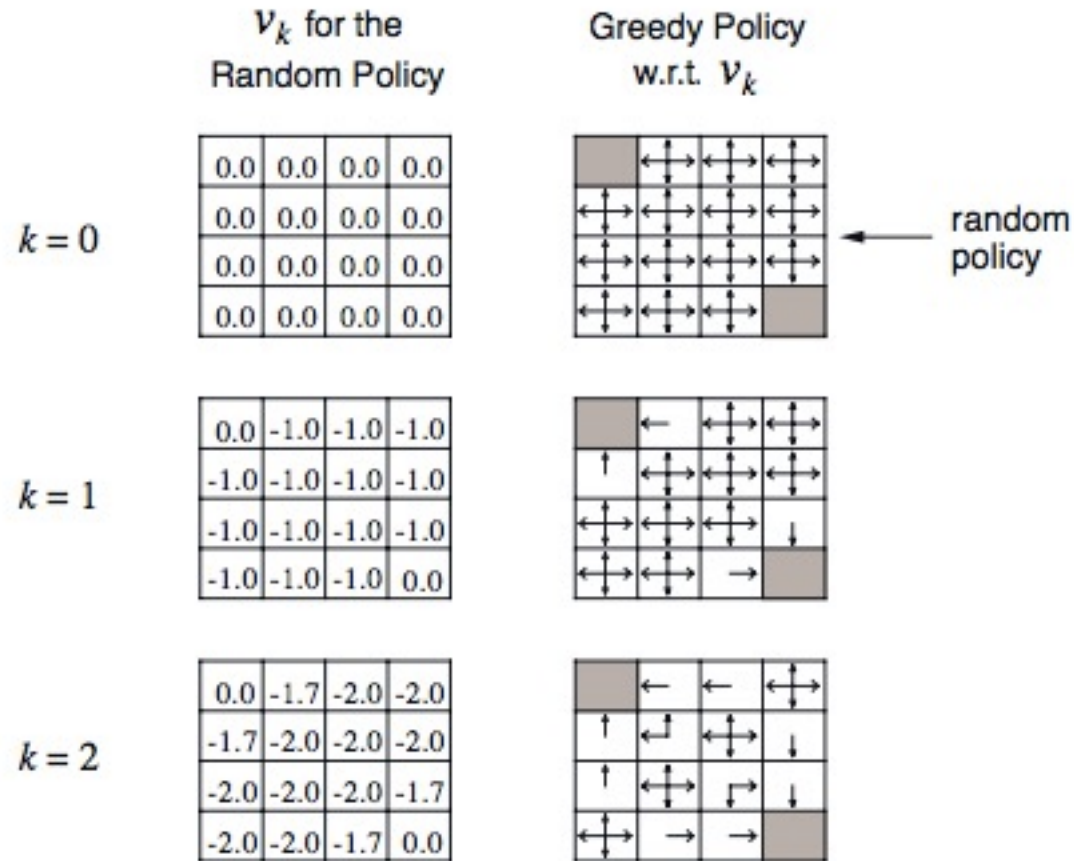 v_k for the
Random Policy
Greedy Policy
w.r.t. v_k
k = 0
0.0 0.0 0.0 0.0
0.0 0.0 0.0 0.0
0.0 0.0 0.0 0.0
0.0 0.0 0.0 0.0
random
policy
k = 1
0.0 -1.0 -1.0 -1.0
-1.0 -1.0 -1.0 -1.0
-1.0 -1.0 -1.0 -1.0
-1.0 -1.0 -1.0 0.0
k = 2
0.0 -1.7 -2.0 -2.0
-1.7 -2.0 -2.0 -2.0
-2.0 -2.0 -2.0 -1.7
-2.0 -2.0 -1.7 0.0